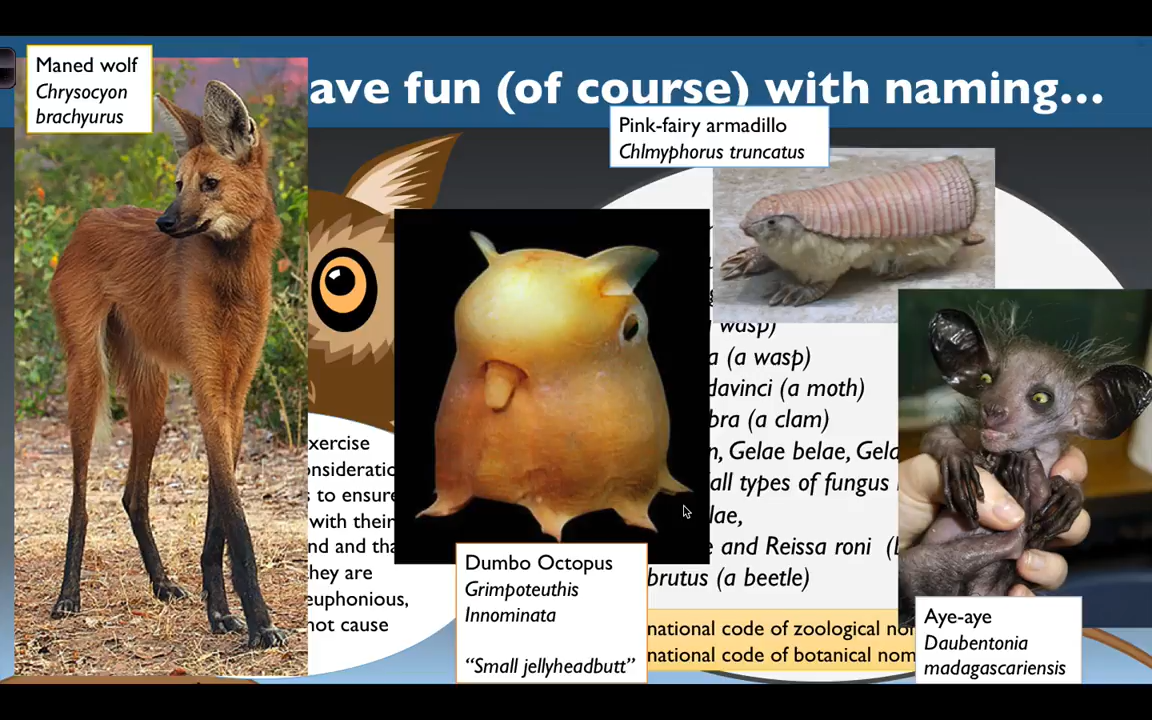 Maned wolf
Chrysocyon
brachyurus
ave fun (of course) with naming...
Pink-fairy armadillo
Chlmyphorus truncatus
wasp)
a (a wasp)
davinci (a moth)
bra (a clam)
n, Gelae belae, Gela
all types of fungus
lae,
e and Reissa roni (b
brutus (a beetle)
xercise
onsideratio
s to ensure
with their
nd and tha
they are
euphonious,
not cause
Dumbo Octopus
Grimpoteuthis
Innominata
“Small jellyheadbutt”
national code of zoological no
national code of botanical nom
Aye-aye
Daubentonia
madagascariensis